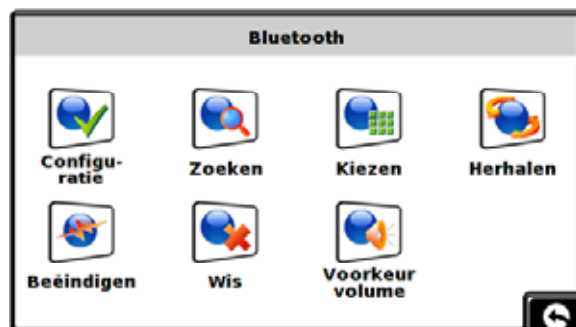 Bluetooth
Configu-
ratie
Zoeken
Kiezen
Herhalen
Beëindigen
Wis
Voorkeur
volume